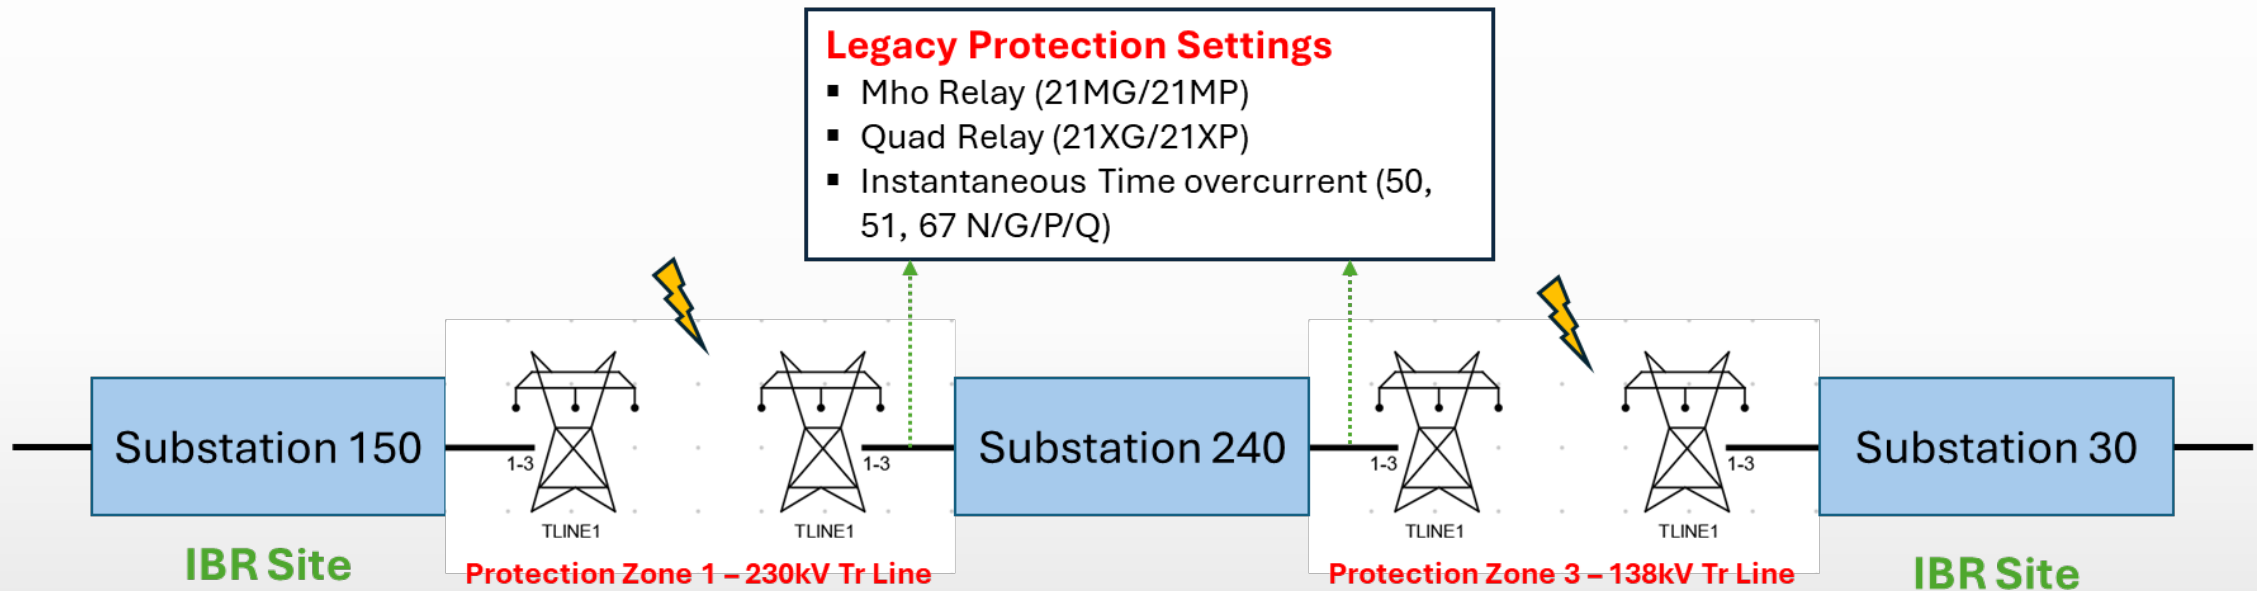 Legacy Protection Settings
▪ Mho Relay (21MG/21MP)
▪ Quad Relay (21XG/21XP)
▪ Instantaneous Time overcurrent (50,
51, 67 N/G/P/Q)
Substation 150
1-3
1-3
Substation 240
1-3
1-3
Substation 30
TLINE1
TLINE1
TLINE1
TLINE1
IBR Site
Protection Zone 1 – 230kV Tr Line
Protection Zone 3 – 138kV Tr Line
IBR Site